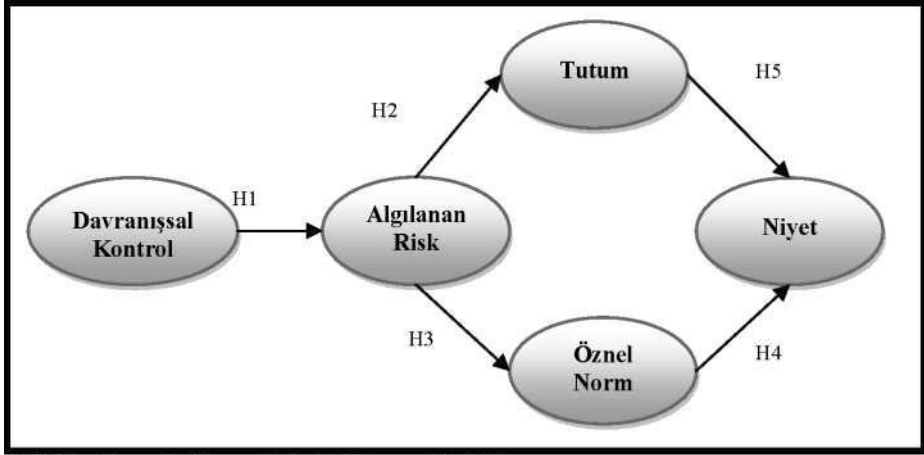 Tutum
H5
H2
H1
Davranışsal
Kontrol
Algılanan
Risk
Niyet
H3
Öznel
Norm
H4